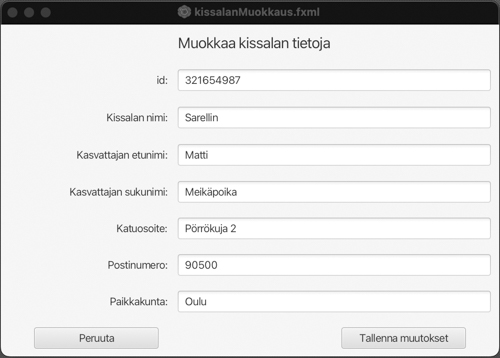 kissalanMuokkaus.fxml
Muokkaa kissalan tietoja
id: 321654987
Kissalan nimi: Sarellin
Kasvattajan etunimi: Matti
Kasvattajan sukunimi: Meikäpoika
Katuosoite: Pörrökuja 2
Postinumero: 90500
Paikkakunta: Oulu
Peruuta Tallenna muutokset